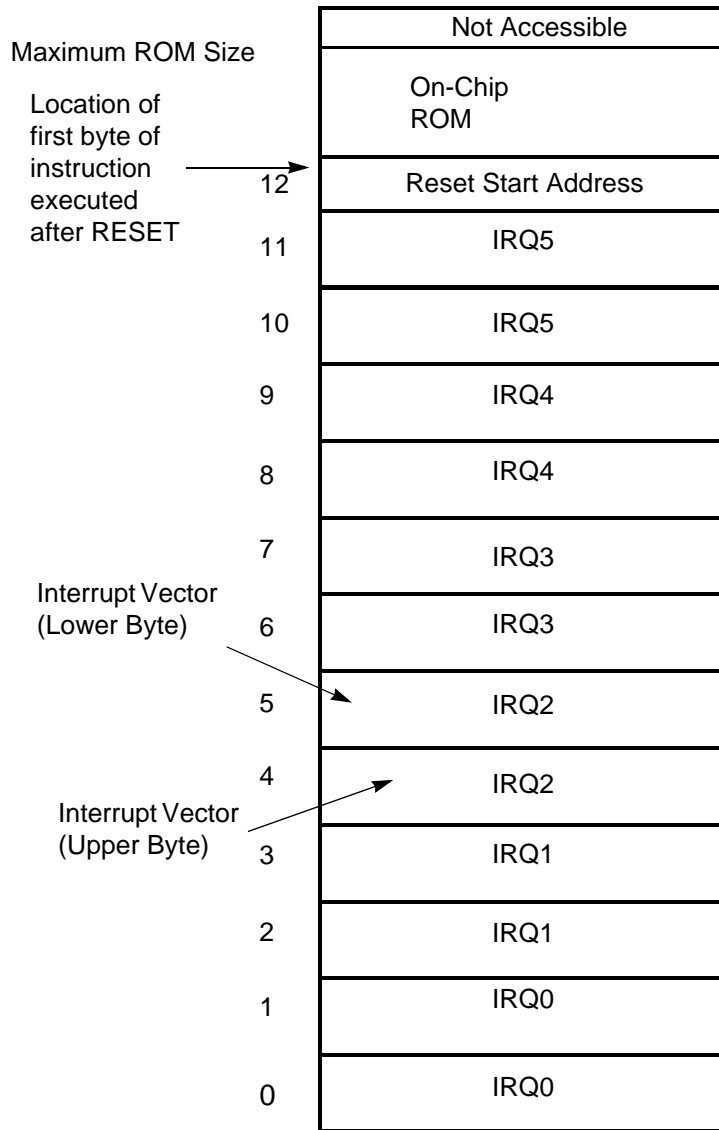 Not Accessible
Maximum ROM Size
On-Chip
ROM
Location of
first byte of
instruction
executed
after RESET
12
Reset Start Address
11
IRQ5
10
IRQ5
9
IRQ4
8
IRQ4
7
IRQ3
Interrupt Vector
(Lower Byte)
6
IRQ3
5
IRQ2
4
IRQ2
Interrupt Vector
(Upper Byte)
3
IRQ1
2
IRQ1
1
IRQ0
0
IRQ0